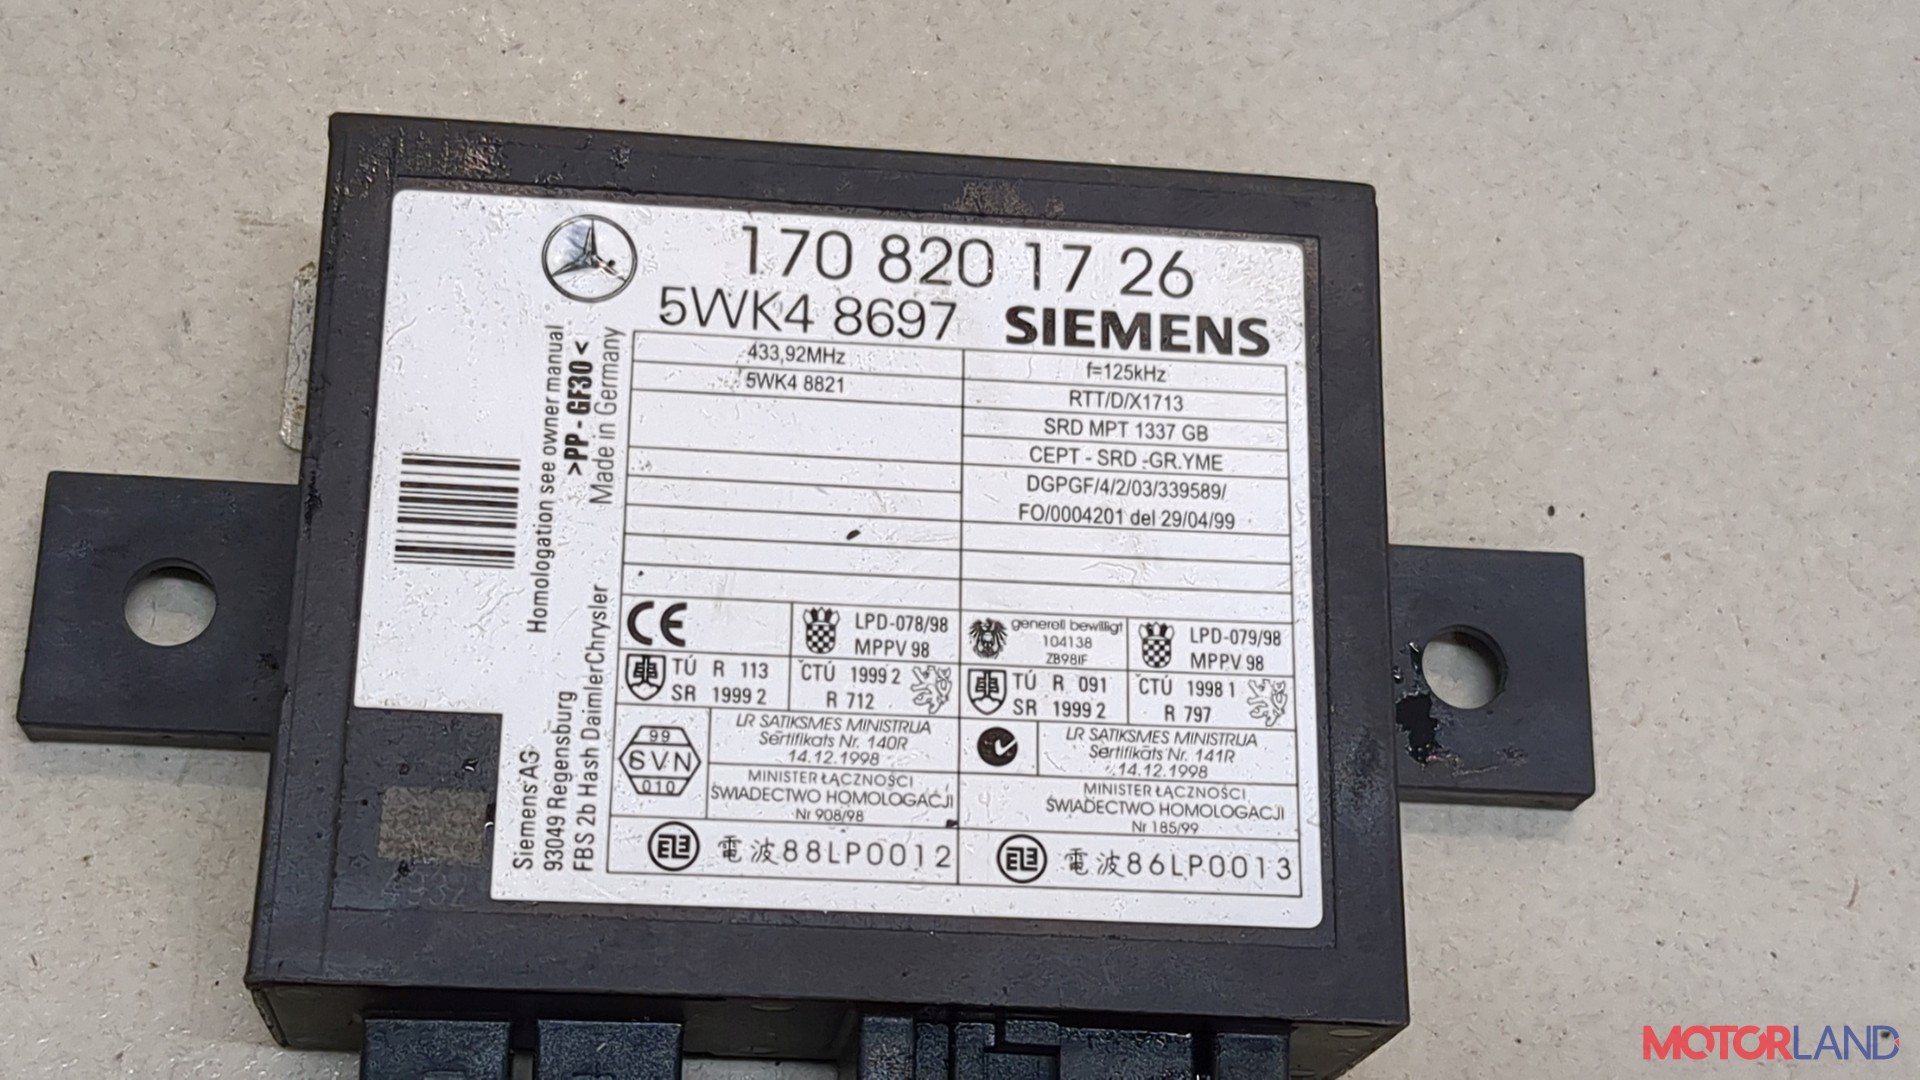 170 820 17 26
5WK4 8697 SIEMENS
433,92MHz
5WK4 8821
f=125kHz
RTT/D/X1713
SRD MPT 1337 GB
CEPT - SRD -GR.YME
DGPGF/4/2/03/339589/
FO/0004201 del 29/04/99
Homologation see owner manual
>PP - GF30<
Made in Germany
Siemens AG
93049 Regensburg
FBS 2b Hash DaimlerChrysler
CE
LPD-078/98
MPPV 98
generell bewilligt
104138
ZB98IF
LPD-079/98
MPPV 98
TÚ R 113
SR 1999 2
ČTÚ 1999 2
R 712
TÚ R 091
SR 1999 2
ČTÚ 1998 1
R 797
99
SVN
010
LR SATIKSMES MINISTRIJA
Sertifikāts Nr. 140R
14.12.1998
LR SATIKSMES MINISTRIJA
Sertifikāts Nr. 141R
14.12.1998
MINISTER ŁĄCZNOŚCI
ŚWIADECTWO HOMOLOGACJI
Nr 908/98
MINISTER ŁĄCZNOŚCI
ŚWIADECTWO HOMOLOGACJI
Nr 185/99
電波88LP0012
電波86LP0013
MOTORLAND